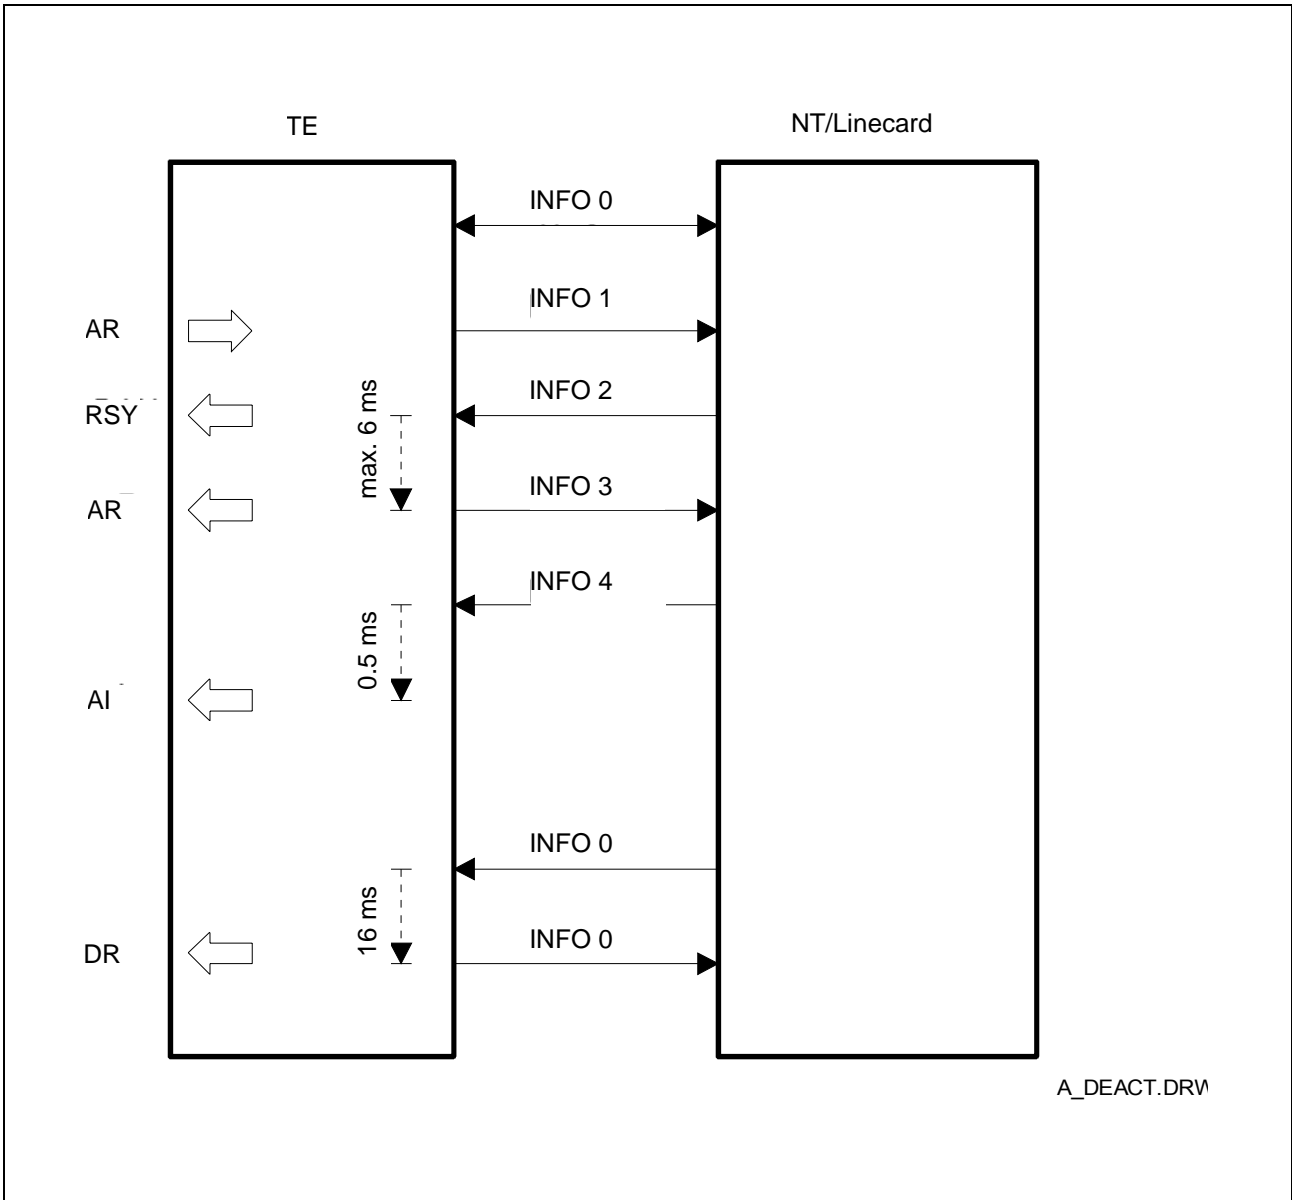 TE
NT/Linecard
INFO 0
INFO 1
AR
INFO 2
RSY
max. 6 ms
INFO 3
AR
INFO 4
0.5 ms
AI
INFO 0
16 ms
INFO 0
DR
A_DEACT.DRW